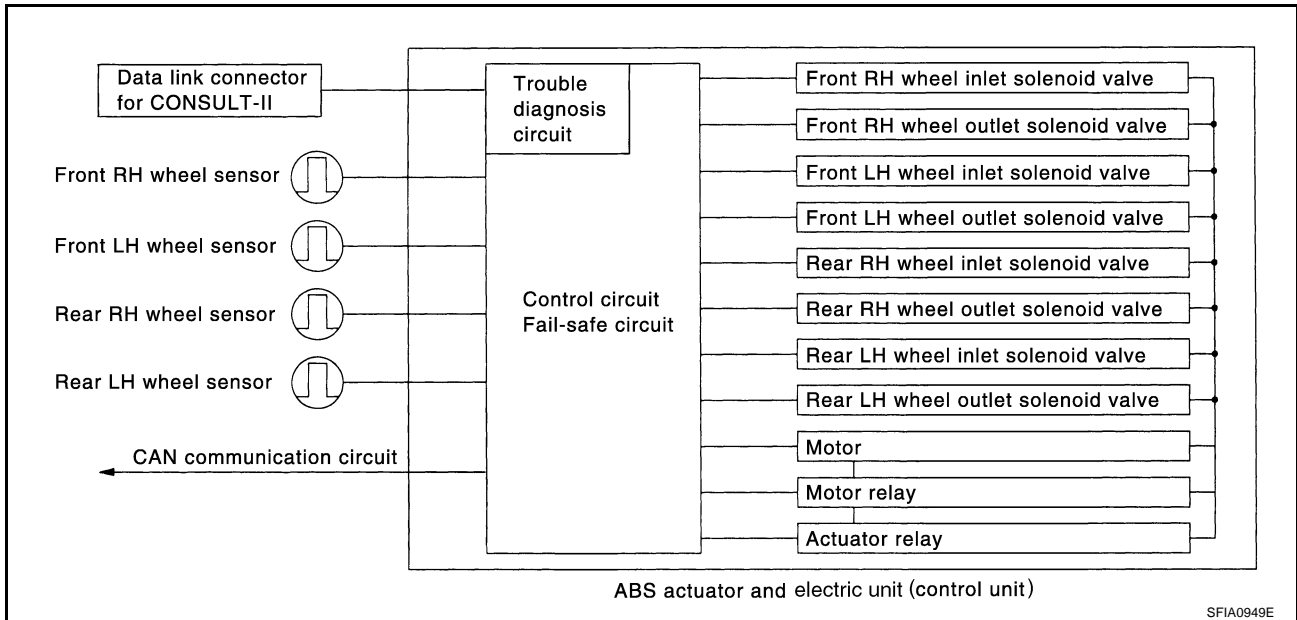 Data link connector
for CONSULT-II
Front RH wheel sensor
Front LH wheel sensor
Rear RH wheel sensor
Rear LH wheel sensor
CAN communication circuit
Trouble
diagnosis
circuit
Control circuit
Fail-safe circuit
Front RH wheel inlet solenoid valve
Front RH wheel outlet solenoid valve
Front LH wheel inlet solenoid valve
Front LH wheel outlet solenoid valve
Rear RH wheel inlet solenoid valve
Rear RH wheel outlet solenoid valve
Rear LH wheel inlet solenoid valve
Rear LH wheel outlet solenoid valve
Motor
Motor relay
Actuator relay
ABS actuator and electric unit (control unit)
SFIA0949E